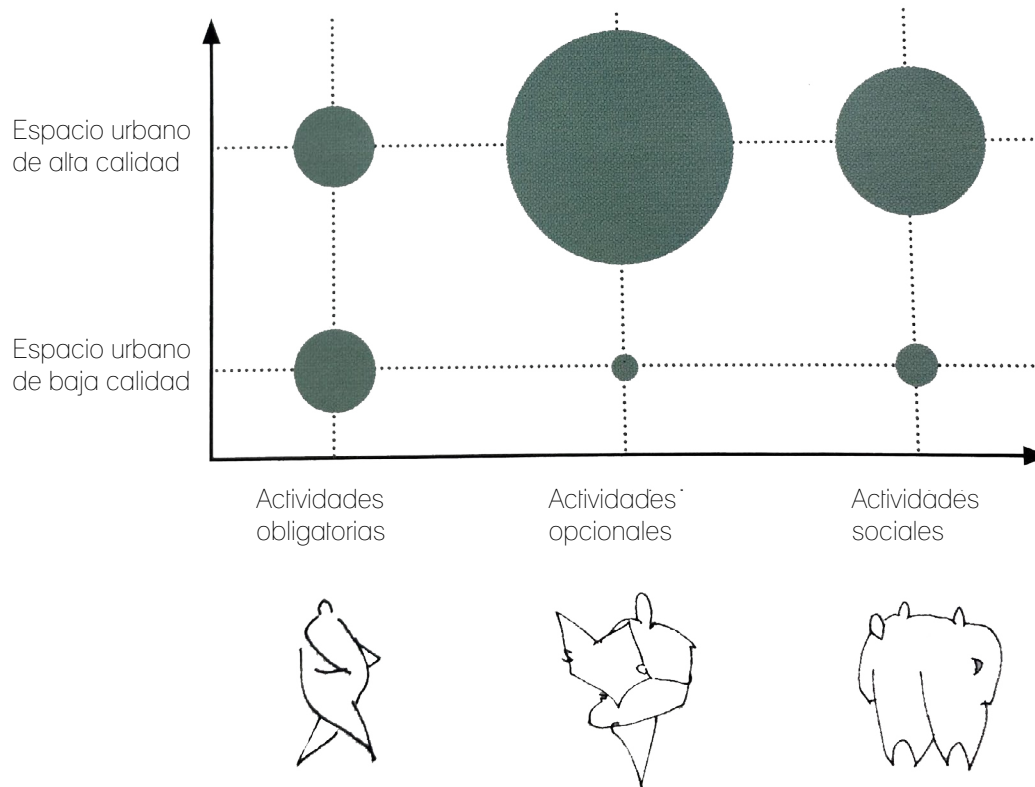 Espacio urbano
de alta calidad
Espacio urbano
de baja calidad
Actividades
obligatorias
Actividades
opcionales
Actividades
sociales